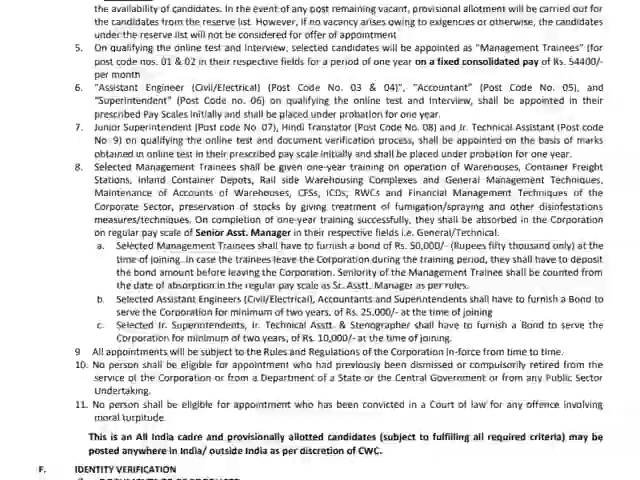 the availability of candidates. In the event of any post remaining vacant, provisional allotment will be carried out for
the candidates from the reserve list. However, if no vacancy arises owing to exigencies or otherwise, the candidates
under the reserve list will not be considered for offer of appointment
5. On qualifying the online test and Interview, selected candidates will be appointed as "Management Trainees" (for
post code nos. 01 & 02 in their respective fields for a period of one year on a fixed consolidated pay of Rs. 54400/-
per month
6. "Assistant Engineer (Civil/Electrical) (Post Code No. 03 & 04)", "Accountant" (Post Code No. 05), and
"Superintendent" (Post Code no. 06) on qualifying the online test and Interview, shall be appointed in their
prescribed Pay Scales initially and shall be placed under probation for one year.
7. Junior Superintendent (Post code No. 07), Hindi Translator (Post Code No. 08) and Jr. Technical Assistant (Post code
No. 9) on qualifying the online test and document verification process, shall be appointed on the basis of marks
obtained in online test in their prescribed pay scale initially and shall be placed under probation for one year.
8. Selected Management Trainees shall be given one-year training on operation of Warehouses, Container Freight
Stations, Inland Container Depots, Rail side Warehousing Complexes and General Management Techniques,
Maintenance of Accounts of Warehouses, CFSs, ICDs, RWCs and Financial Management Techniques of the
Corporate Sector, preservation of stocks by giving treatment of fumigation/spraying and other disinfestations
measures/techniques. On completion of one-year training successfully, they shall be absorbed in the Corporation
on regular pay scale of Senior Asst. Manager in their respective fields i.e. General/Technical.
a. Selected Management Trainees shall have to furnish a bond of Rs. 50,000/- (Rupees fifty thousand only) at the
time of joining. In case the trainees leave the Corporation during the training period, they shall have to deposit
the bond amount before leaving the Corporation. Seniority of the Management Trainee shall be counted from
the date of absorption in the regular pay scale as Sr. Asstt. Manager as per rules.
b. Selected Assistant Engineers (Civil/Electrical), Accountants and Superintendents shall have to furnish a Bond to
serve the Corporation for minimum of two years, of Rs. 25,000/- at the time of joining
c. Selected Jr. Superintendents, Jr. Technical Asstt. & Stenographer shall have to furnish a Bond to serve the
Corporation for minimum of two years, of Rs. 10,000/- at the time of joining.
9 All appointments will be subject to the Rules and Regulations of the Corporation in-force from time to time.
10. No person shall be eligible for appointment who had previously been dismissed or compulsorily retired from the
service of the Corporation or from a Department of a State or the Central Government or from any Public Sector
Undertaking.
11. No person shall be eligible for appointment who has been convicted in a Court of law for any offence involving
moral turpitude.
This is an All India cadre and provisionally allotted candidates (subject to fulfilling all required criteria) may be
posted anywhere in India/ outside India as per discretion of CWC.
F. IDENTITY VERIFICATION